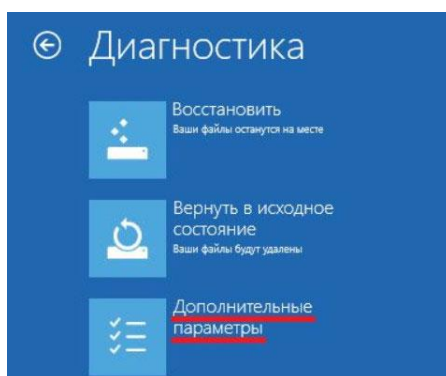 Диагностика
Восстановить
Ваши файлы останутся на месте
Вернуть в исходное
состояние
Ваши файлы будут удалены
Дополнительные
параметры